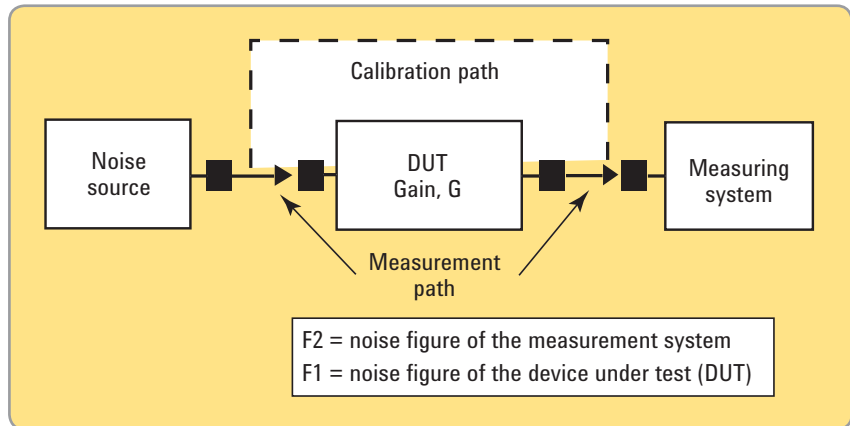 Calibration path
Noise
source
DUT
Gain, G
Measuring
system
Measurement
path
F2 = noise figure of the measurement system
F1 = noise figure of the device under test (DUT)